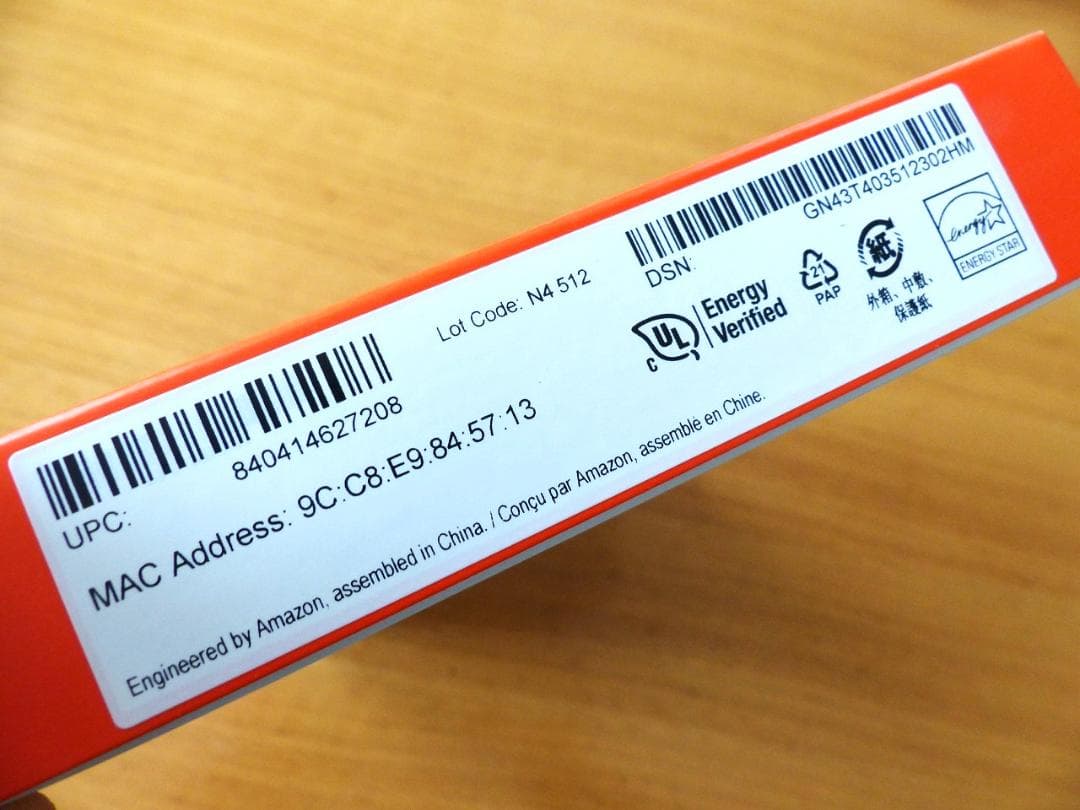 840414627208
UPC:
Lot Code: N4 512
GN43T403512302HM
DSN:
MAC Address: 9C:C8:E9:84:57:13
UL
c
Energy
Verified
21
PAP
紙
外箱、中敷、
保護紙
energy
ENERGY STAR
Engineered by Amazon, assembled in China. / Conçu par Amazon, assemblé en Chine.